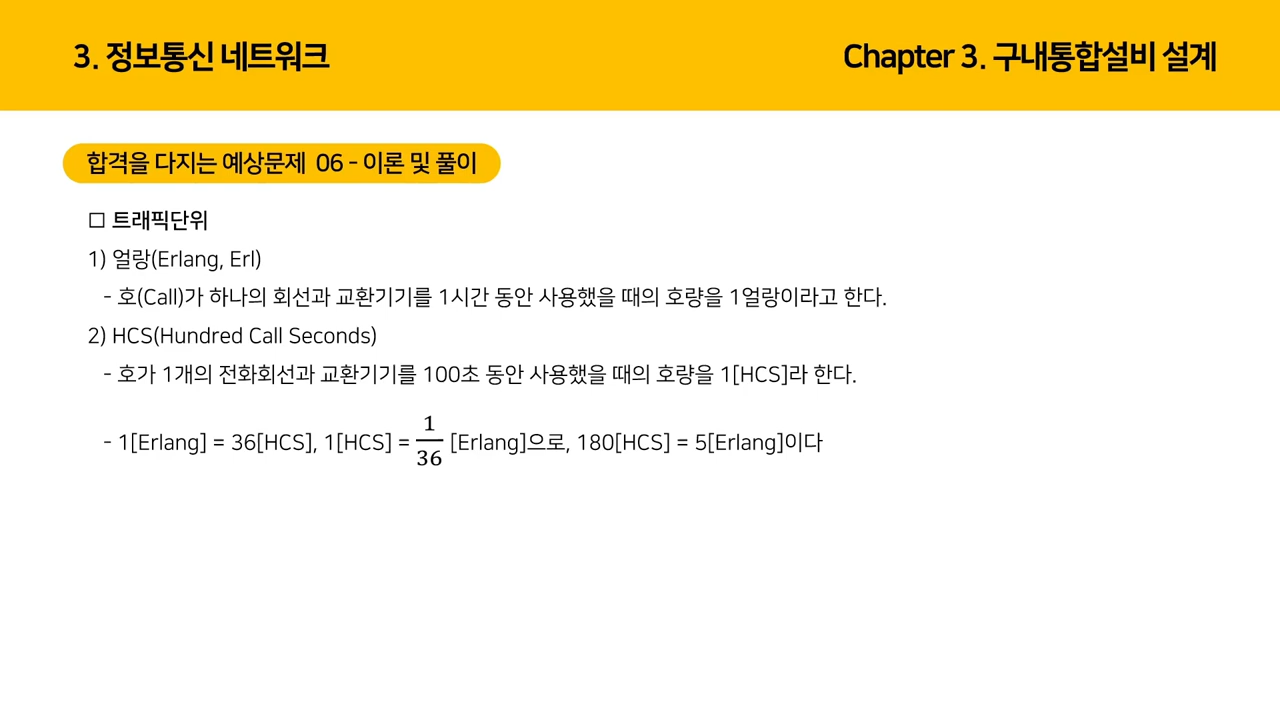 3. 정보통신 네트워크
Chapter 3. 구내통합설비 설계
합격을 다지는 예상문제 06 - 이론 및 풀이
□ 트래픽단위
1) 얼랑(Erlang, Erl)
- 호(Call)가 하나의 회선과 교환기기를 1시간 동안 사용했을 때의 호량을 1얼랑이라고 한다.
2) HCS(Hundred Call Seconds)
- 호가 1개의 전화회선과 교환기기를 100초 동안 사용했을 때의 호량을 1[HCS]라 한다.
- 1[Erlang] = 36[HCS], 1[HCS] = 1/36 [Erlang]으로, 180[HCS] = 5[Erlang]이다